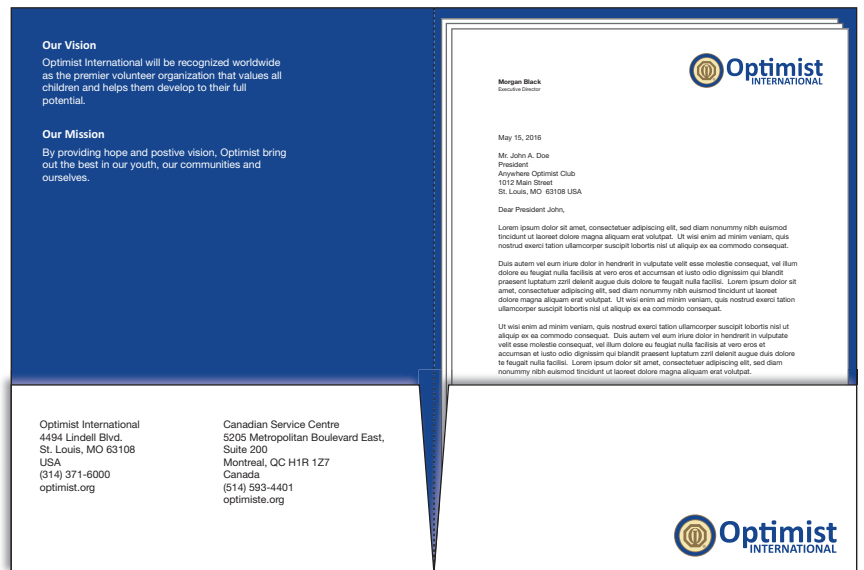 Our Vision
Optimist International will be recognized worldwide
as the premier volunteer organization that values all
children and helps them develop to their full
potential.
Our Mission
By providing hope and postive vision, Optimist bring
out the best in our youth, our communities and
ourselves.
Optimist International
4494 Lindell Blvd.
St. Louis, MO 63108
USA
(314) 371-6000
optimist.org
Canadian Service Centre
5205 Metropolitan Boulevard East,
Suite 200
Montreal, QC H1R 1Z7
Canada
(514) 593-4401
optimiste.org
Optimist
INTERNATIONAL
Morgan Black
Executive Director
May 15, 2016
Mr. John A. Doe
President
Anywhere Optimist Club
1012 Main Street
St. Louis, MO  63108 USA
Dear President John,
Lorem ipsum dolor sit amet, consectetuer adipiscing elit, sed diam nonummy nibh euismod
tincidunt ut laoreet dolore magna aliquam erat volutpat.  Ut wisi enim ad minim veniam, quis
nostrud exerci tation ullamcorper suscipit lobortis nisl ut aliquip ex ea commodo consequat.
Duis autem vel eum iriure dolor in hendrerit in vulputate velit esse molestie consequat, vel illum
dolore eu feugiat nulla facilisis at vero eros et accumsan et iusto odio dignissim qui blandit
praesent luptatum zzril delenit augue duis dolore te feugait nulla facilisi.  Lorem ipsum dolor sit
amet, consectetuer adipiscing elit, sed diam nonummy nibh euismod tincidunt ut laoreet
dolore magna aliquam erat volutpat.  Ut wisi enim ad minim veniam, quis nostrud exerci tation
ullamcorper suscipit lobortis nisl ut aliquip ex ea commodo consequat.
Ut wisi enim ad minim veniam, quis nostrud exerci tation ullamcorper suscipit lobortis nisl ut
aliquip ex ea commodo consequat.  Duis autem vel eum iriure dolor in hendrerit in vulputate
velit esse molestie consequat, vel illum dolore eu feugiat nulla facilisis at vero eros et
accumsan et iusto odio dignissim qui blandit praesent luptatum zzril delenit augue duis dolore
te feugait nulla facilisi.  Lorem ipsum dolor sit amet, consectetuer adipiscing elit, sed diam
nonummy nibh euismod tincidunt ut laoreet dolore magna aliquam erat volutpat.
Optimist
INTERNATIONAL